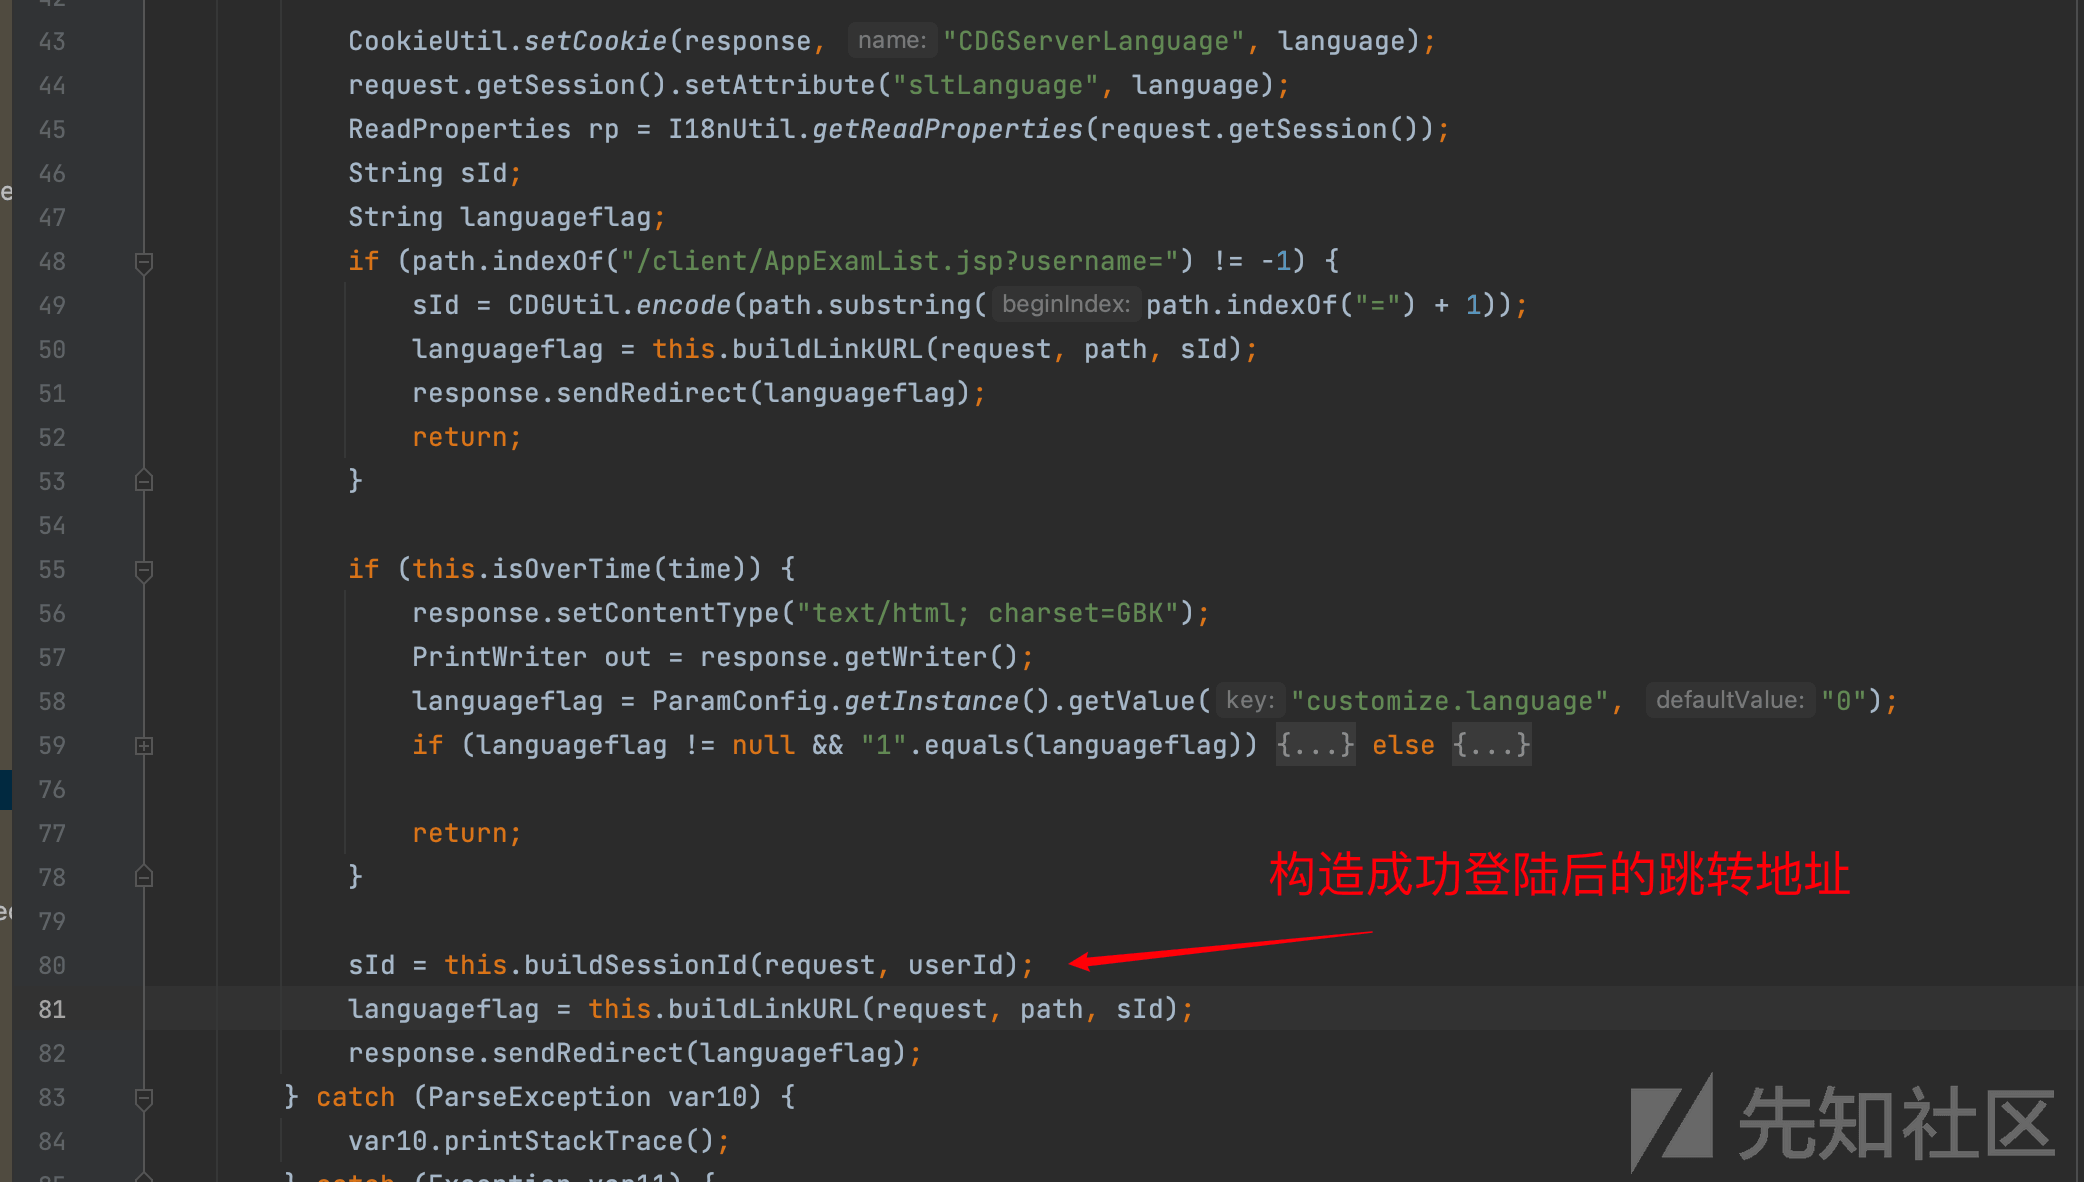 43 CookieUtil.setCookie(response, name: "CDGServerLanguage", language);
44 request.getSession().setAttribute("sltLanguage", language);
45 ReadProperties rp = I18nUtil.getReadProperties(request.getSession());
46 String sId;
47 String languageflag;
48 if (path.indexOf("/client/AppExamList.jsp?username=") != -1) {
49 sId = CDGUtil.encode(path.substring( beginIndex: path.indexOf("=") + 1));
50 languageflag = this.buildLinkURL(request, path, sId);
51 response.sendRedirect(languageflag);
52 return;
53 }
54
55 if (this.isOverTime(time)) {
56 response.setContentType("text/html; charset=GBK");
57 PrintWriter out = response.getWriter();
58 languageflag = ParamConfig.getInstance().getValue( key: "customize.language", defaultValue: "0");
59 if (languageflag != null && "1".equals(languageflag)) {...} else {...}
76
77 return;
78 }
构造成功登陆后的跳转地址
79
80 sId = this.buildSessionId(request, userId);
81 languageflag = this.buildLinkURL(request, path, sId);
82 response.sendRedirect(languageflag);
83 } catch (ParseException var10) {
84 var10.printStackTrace();
} catch (Exception var11) {
先知社区